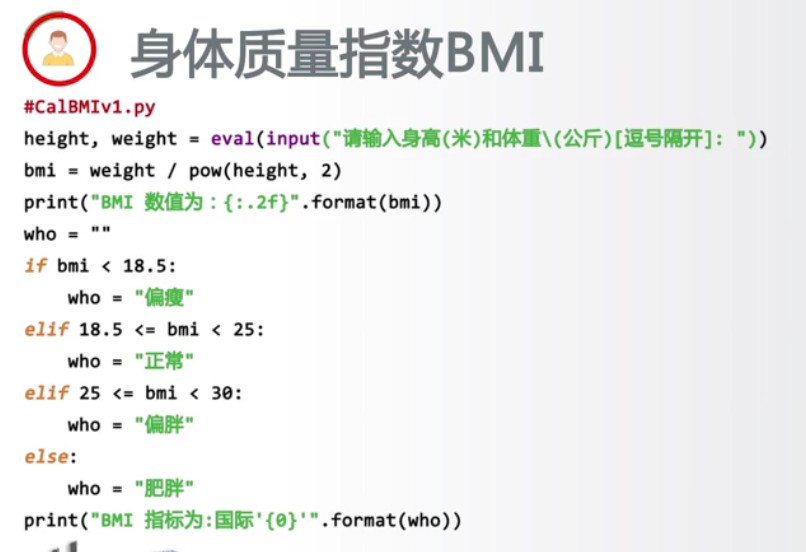 身体质量指数BMI
#CalBMIv1.py
height, weight = eval(input("请输入身高(米)和体重\(公斤)[逗号隔开]: "))
bmi = weight / pow(height, 2)
print("BMI 数值为：{:.2f}".format(bmi))
who = ""
if bmi < 18.5:
    who = "偏瘦"
elif 18.5 <= bmi < 25:
    who = "正常"
elif 25 <= bmi < 30:
    who = "偏胖"
else:
    who = "肥胖"
print("BMI 指标为:国际'{0}'".format(who))